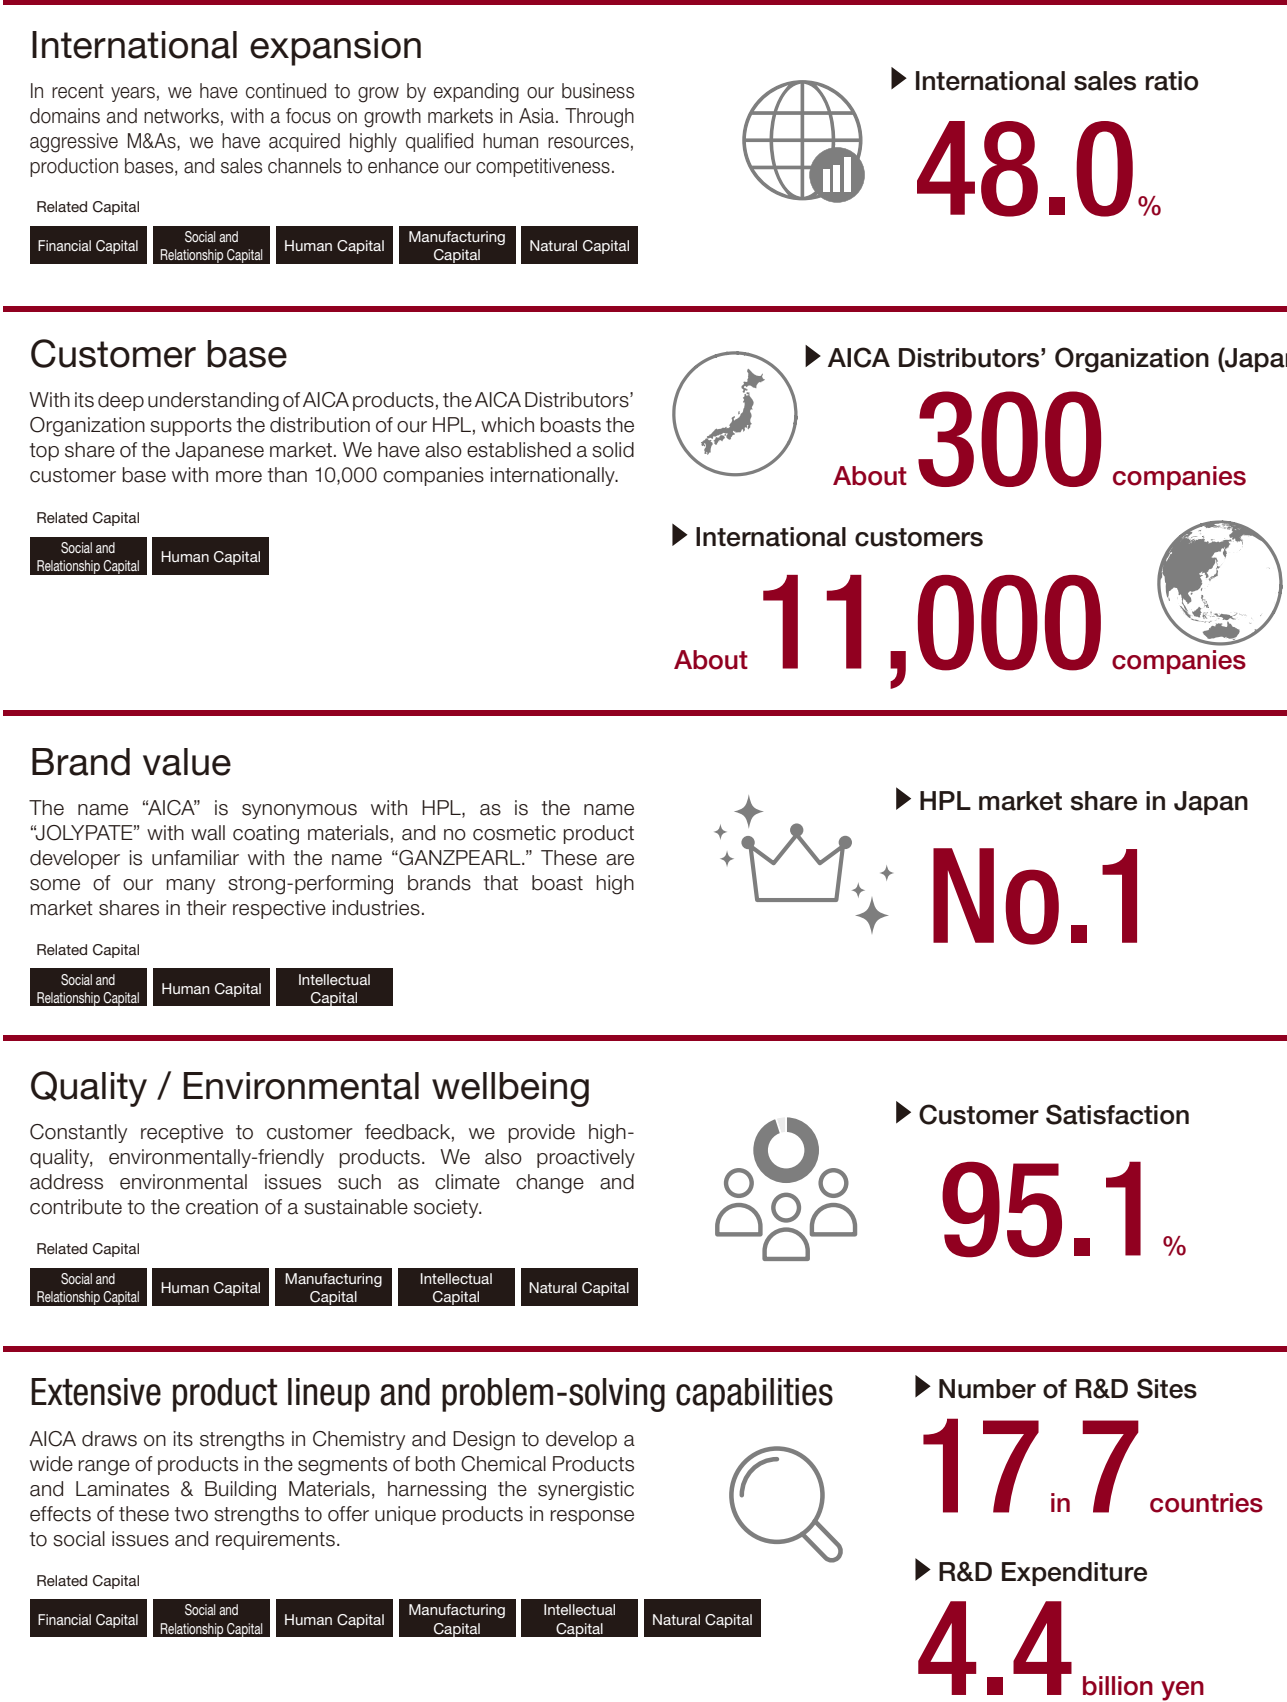 International expansion
In recent years, we have continued to grow by expanding our business
domains and networks, with a focus on growth markets in Asia. Through
aggressive M&As, we have acquired highly qualified human resources,
production bases, and sales channels to enhance our competitiveness.
Related Capital
Financial Capital
Social and
Relationship Capital
Human Capital
Manufacturing
Capital
Natural Capital
International sales ratio
48.0%
Customer base
With its deep understanding of AICA products, the AICA Distributors’
Organization supports the distribution of our HPL, which boasts the
top share of the Japanese market. We have also established a solid
customer base with more than 10,000 companies internationally.
Related Capital
Social and
Relationship Capital
Human Capital
AICA Distributors’ Organization (Japan
About 300 companies
International customers
About 11,000 companies
Brand value
The name “AICA” is synonymous with HPL, as is the name
“JOLYPATE” with wall coating materials, and no cosmetic product
developer is unfamiliar with the name “GANZPEARL.” These are
some of our many strong-performing brands that boast high
market shares in their respective industries.
Related Capital
Social and
Relationship Capital
Human Capital
Intellectual
Capital
HPL market share in Japan
No.1
Quality / Environmental wellbeing
Constantly receptive to customer feedback, we provide high-
quality, environmentally-friendly products. We also proactively
address environmental issues such as climate change and
contribute to the creation of a sustainable society.
Related Capital
Social and
Relationship Capital
Human Capital
Manufacturing
Capital
Intellectual
Capital
Natural Capital
Customer Satisfaction
95.1%
Extensive product lineup and problem-solving capabilities
AICA draws on its strengths in Chemistry and Design to develop a
wide range of products in the segments of both Chemical Products
and Laminates & Building Materials, harnessing the synergistic
effects of these two strengths to offer unique products in response
to social issues and requirements.
Related Capital
Financial Capital
Social and
Relationship Capital
Human Capital
Manufacturing
Capital
Intellectual
Capital
Natural Capital
Number of R&D Sites
17 in 7 countries
R&D Expenditure
4.4 billion yen